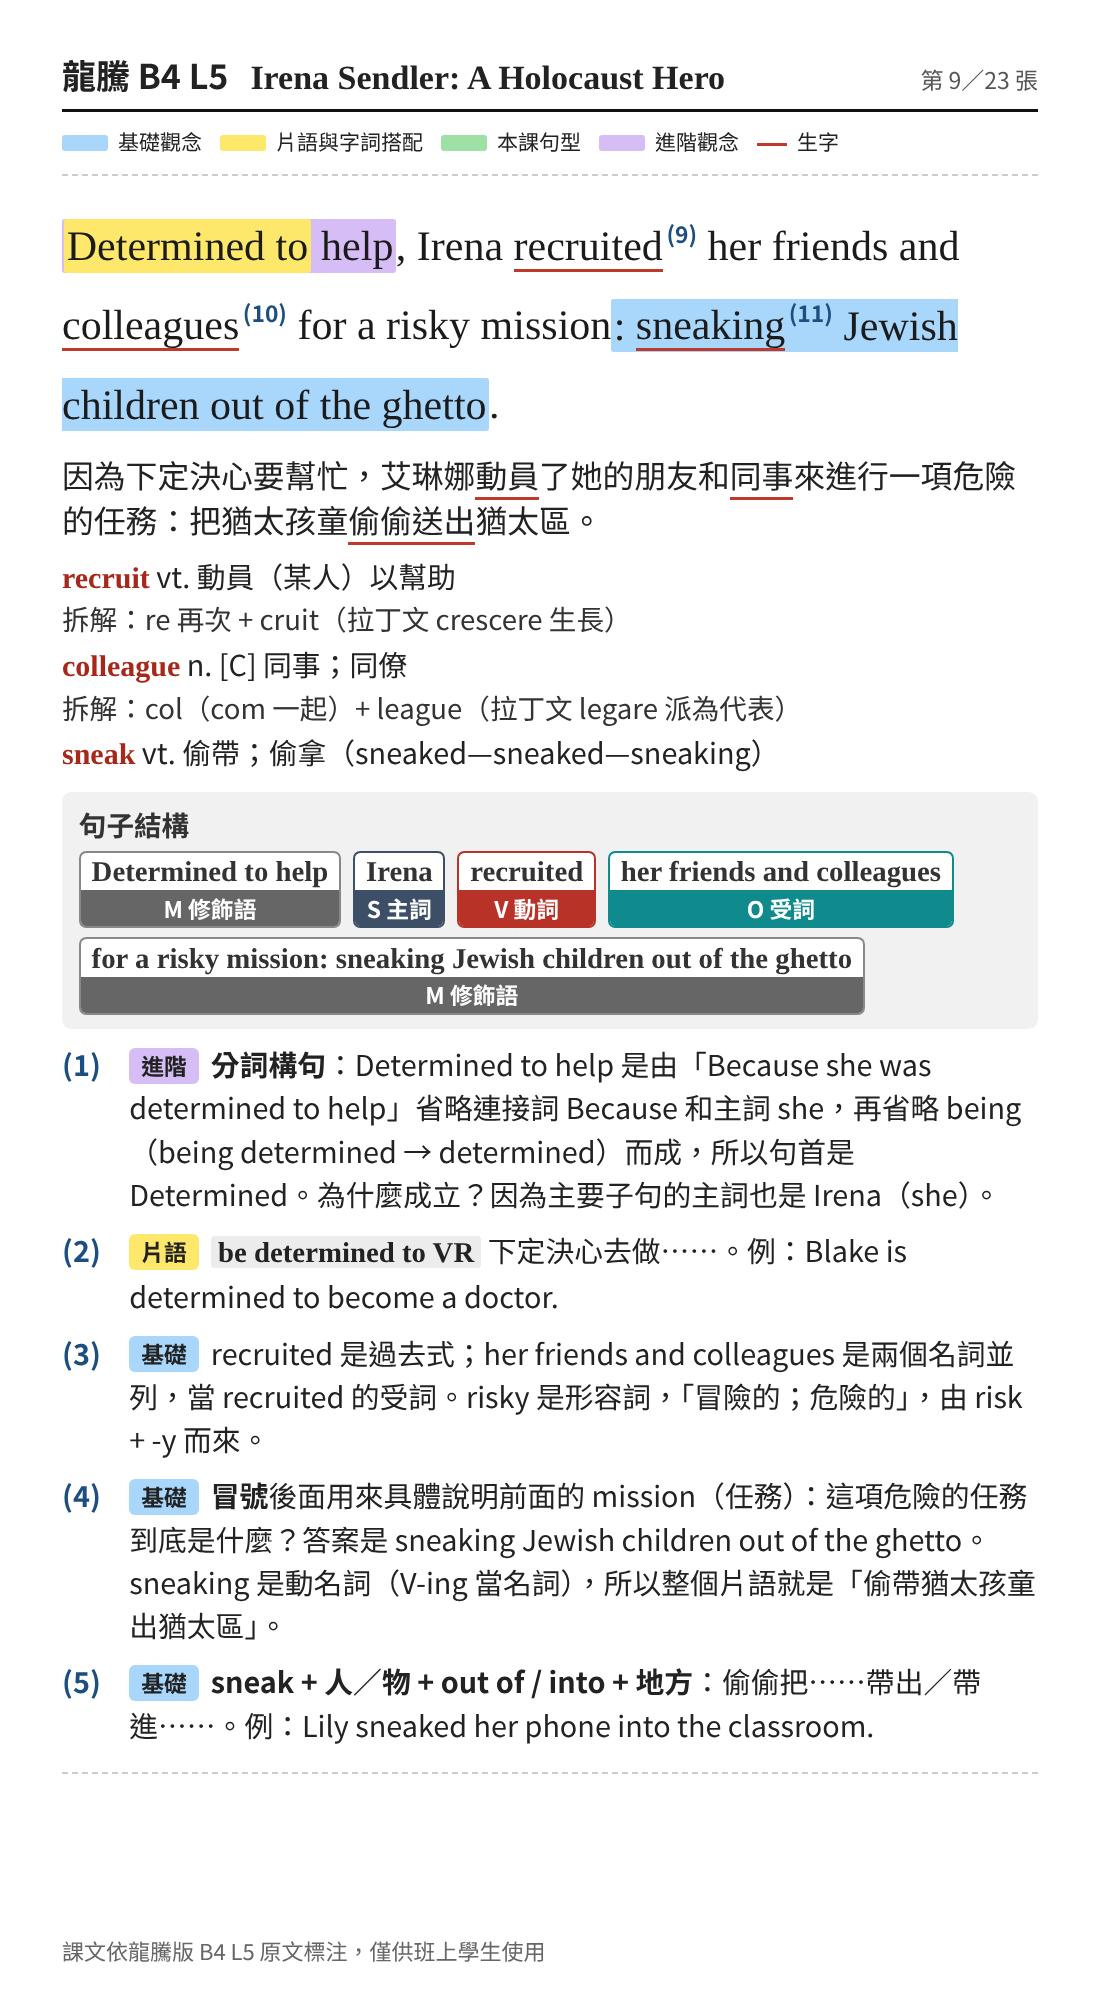 龍騰 B4 L5 Irena Sendler: A Holocaust Hero 第 9／23 張
基礎觀念 片語與字詞搭配 本課句型 進階觀念 生字
Determined to help, Irena recruited(9) her friends and
colleagues(10) for a risky mission: sneaking(11) Jewish
children out of the ghetto.
因為下定決心要幫忙，艾琳娜動員了她的朋友和同事來進行一項危險
的任務：把猶太孩童偷偷送出猶太區。
recruit vt. 動員（某人）以幫助
拆解：re 再次 + cruit（拉丁文 crescere 生長）
colleague n. [C] 同事；同僚
拆解：col（com 一起）+ league（拉丁文 legare 派為代表）
sneak vt. 偷帶；偷拿（sneaked—sneaked—sneaking）
句子結構
Determined to help Irena recruited her friends and colleagues
M 修飾語 S 主詞 V 動詞 O 受詞
for a risky mission: sneaking Jewish children out of the ghetto
M 修飾語
(1) 進階 分詞構句：Determined to help 是由「Because she was
determined to help」省略連接詞 Because 和主詞 she，再省略 being
（being determined → determined）而成，所以句首是
Determined。為什麼成立？因為主要子句的主詞也是 Irena（she）。
(2) 片語 be determined to VR 下定決心去做⋯⋯。例：Blake is
determined to become a doctor.
(3) 基礎 recruited 是過去式；her friends and colleagues 是兩個名詞並
列，當 recruited 的受詞。risky 是形容詞，「冒險的；危險的」，由 risk
+ -y 而來。
(4) 基礎 冒號後面用來具體說明前面的 mission（任務）：這項危險的任務
到底是什麼？答案是 sneaking Jewish children out of the ghetto。
sneaking 是動名詞（V-ing 當名詞），所以整個片語就是「偷帶猶太孩童
出猶太區」。
(5) 基礎 sneak + 人／物 + out of / into + 地方：偷偷把⋯⋯帶出／帶
進⋯⋯。例：Lily sneaked her phone into the classroom.
課文依龍騰版 B4 L5 原文標注，僅供班上學生使用